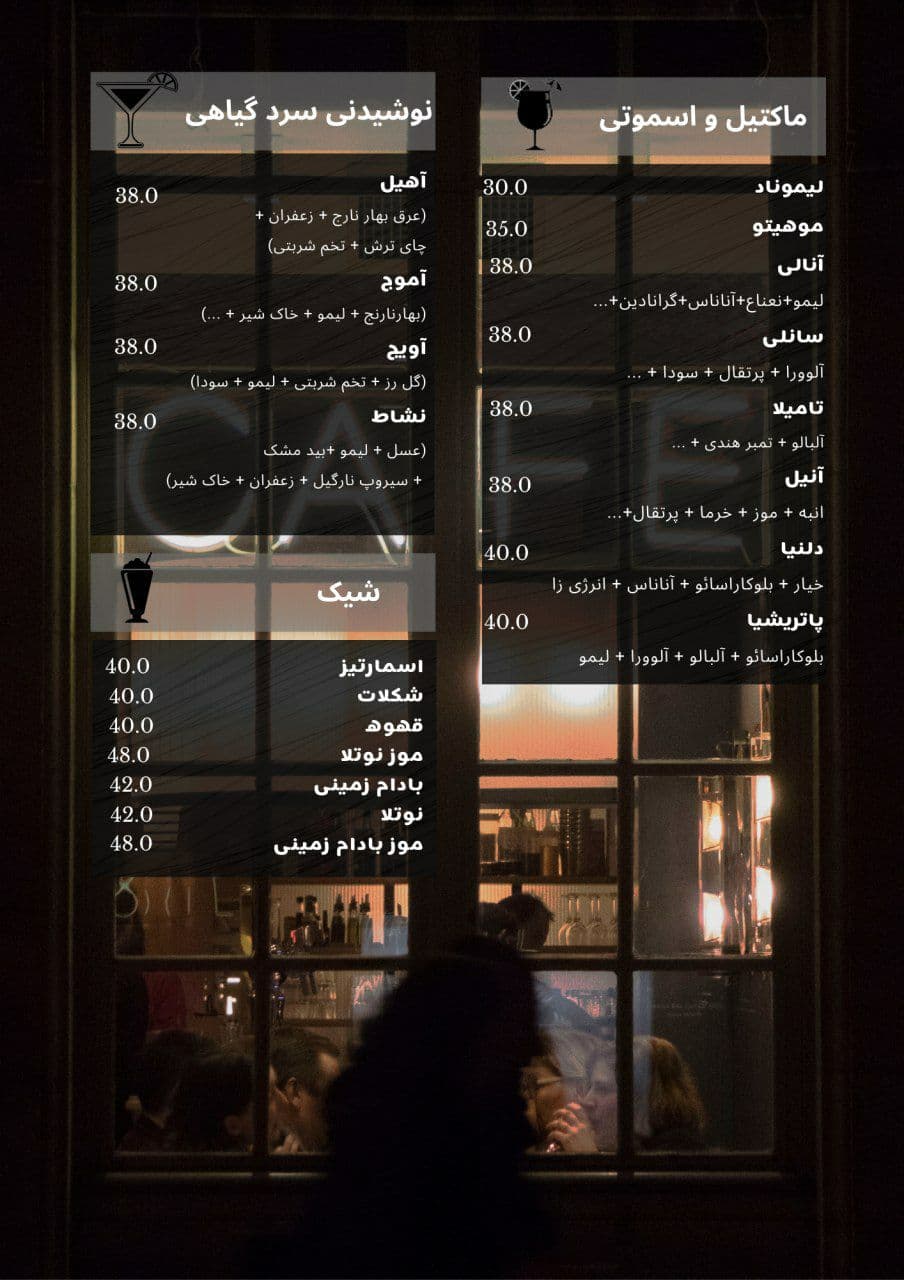 ماکتیل و اسموتی
لیموناد 30.0
موهیتو 35.0
آنالی 38.0
لیمو+نعناع+آناناس+گرانادین+...
سانلی 38.0
آلوورا + پرتقال + سودا + ...
تامیلا 38.0
آلبالو + تمبر هندی + ...
آنیل 38.0
انبه + موز + خرما + پرتقال+...
دلنیا 40.0
خیار + بلوکاراسائو + آناناس + انرژی زا
پاتریشیا 40.0
بلوکاراسائو + آلبالو + آلوورا + لیمو
نوشیدنی سرد گیاهی
آهیل 38.0
(عرق بهار نارج + زعفران +
چای ترش + تخم شربتی)
آموج 38.0
(بهارنارنج + لیمو + خاک شیر + ...)
آویج 38.0
(گل رز + تخم شربتی + لیمو + سودا)
نشاط 38.0
(عسل + لیمو +بید مشک
+ سیروپ نارگیل + زعفران + خاک شیر)
شیک
اسمارتیز 40.0
شکلات 40.0
قهوه 40.0
موز نوتلا 48.0
بادام زمینی 42.0
نوتلا 42.0
موز بادام زمینی 48.0
CAFE